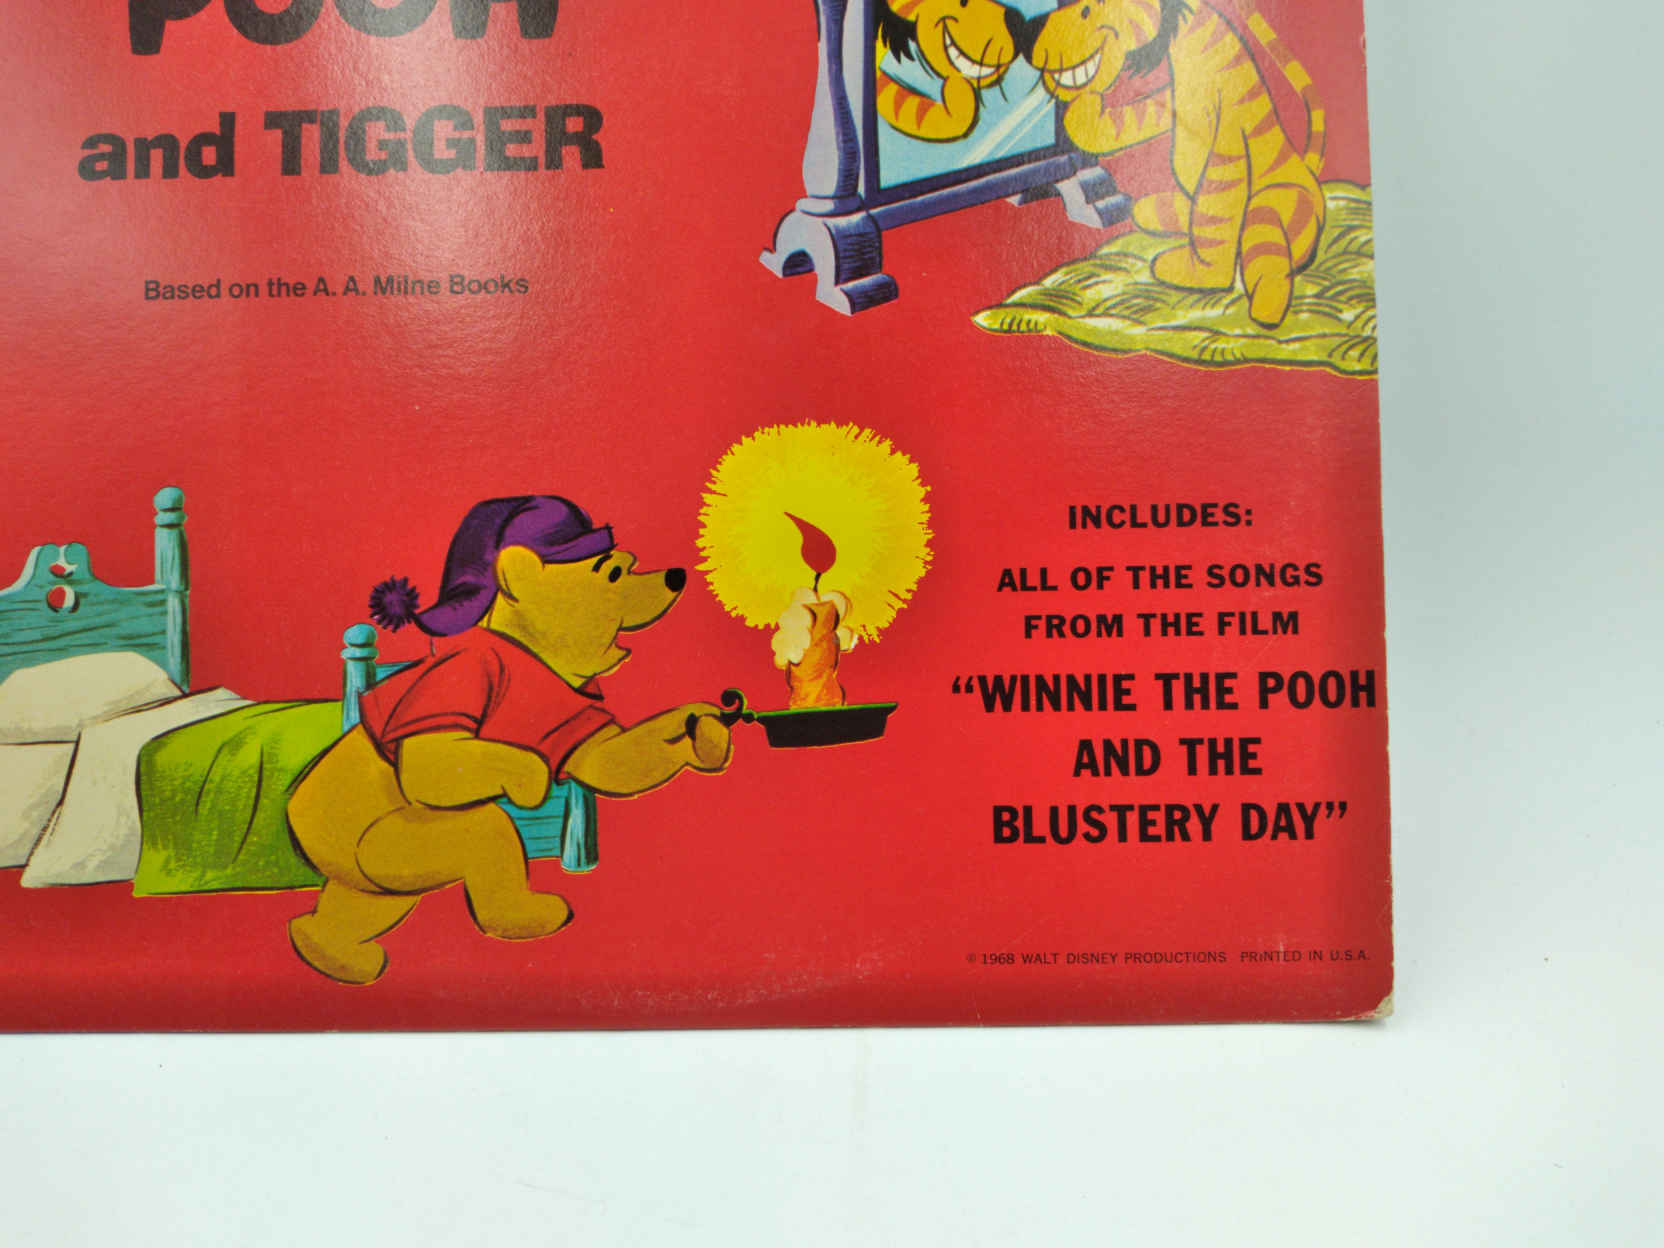 POOH
and TIGGER
Based on the A. A. Milne Books
INCLUDES:
ALL OF THE SONGS
FROM THE FILM
“WINNIE THE POOH
AND THE
BLUSTERY DAY”
© 1968 WALT DISNEY PRODUCTIONS PRINTED IN U.S.A.